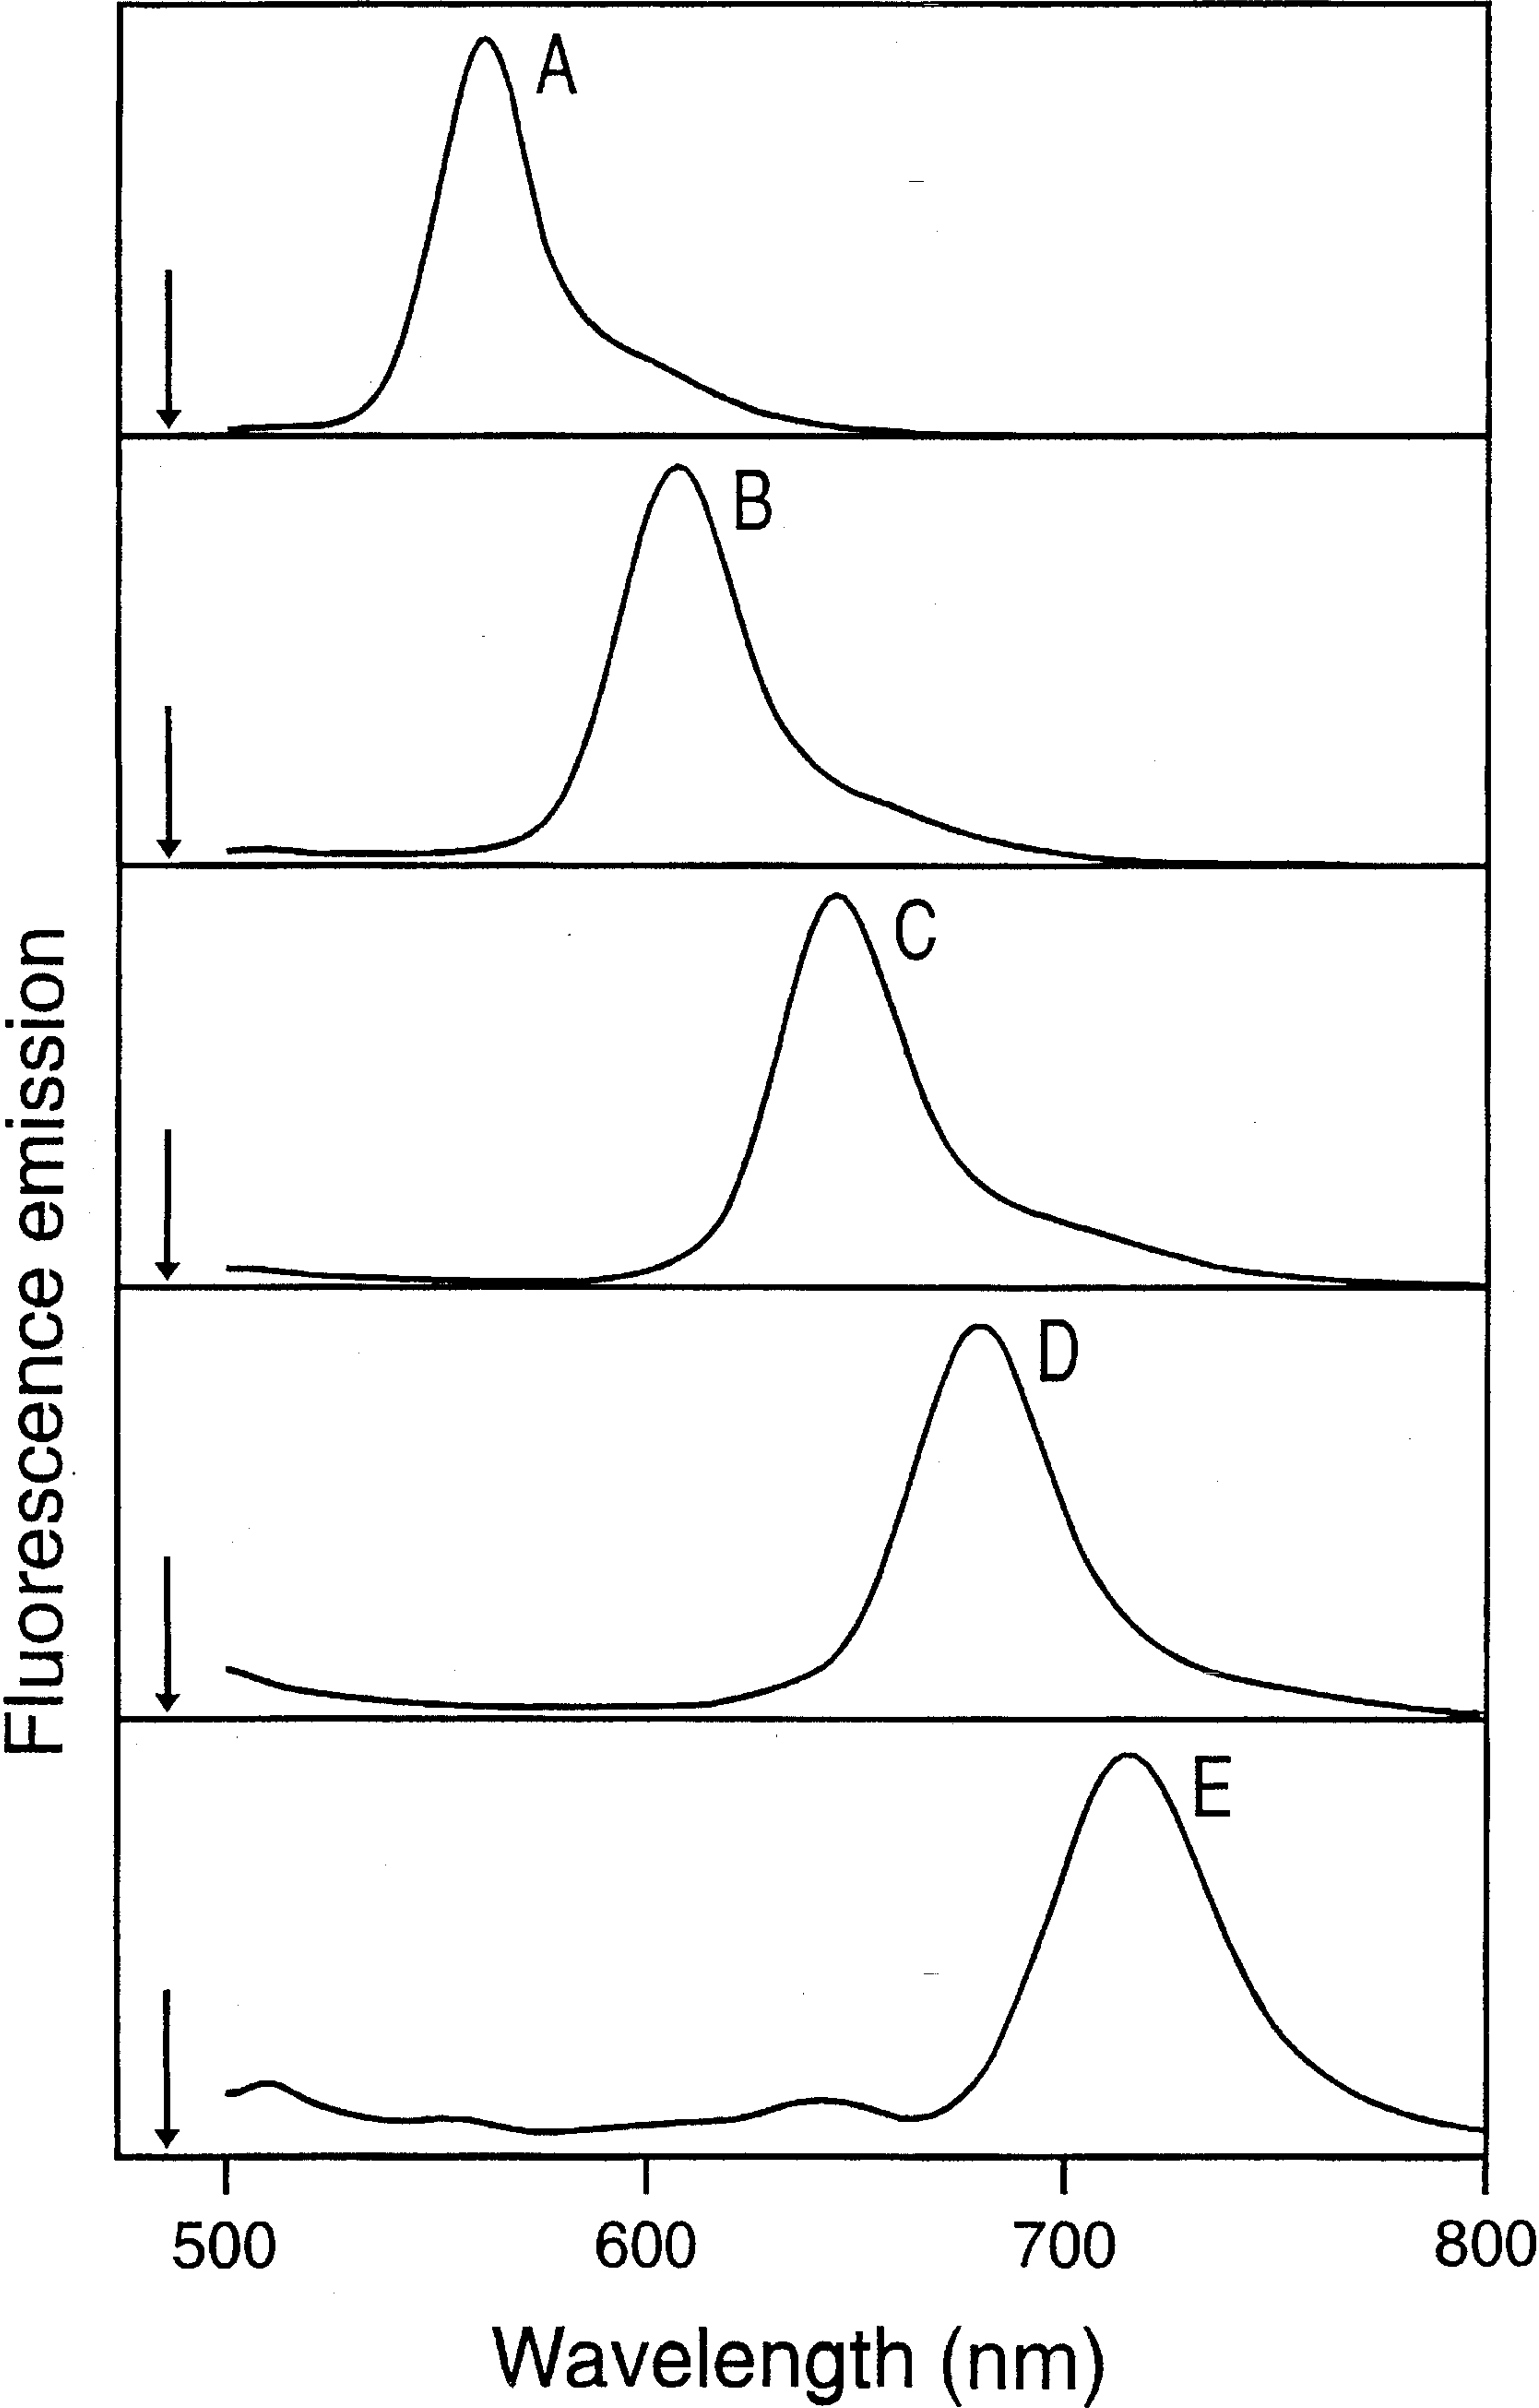 A
B
C
D
E
Fluorescence emission
500 600 700 800
Wavelength (nm)